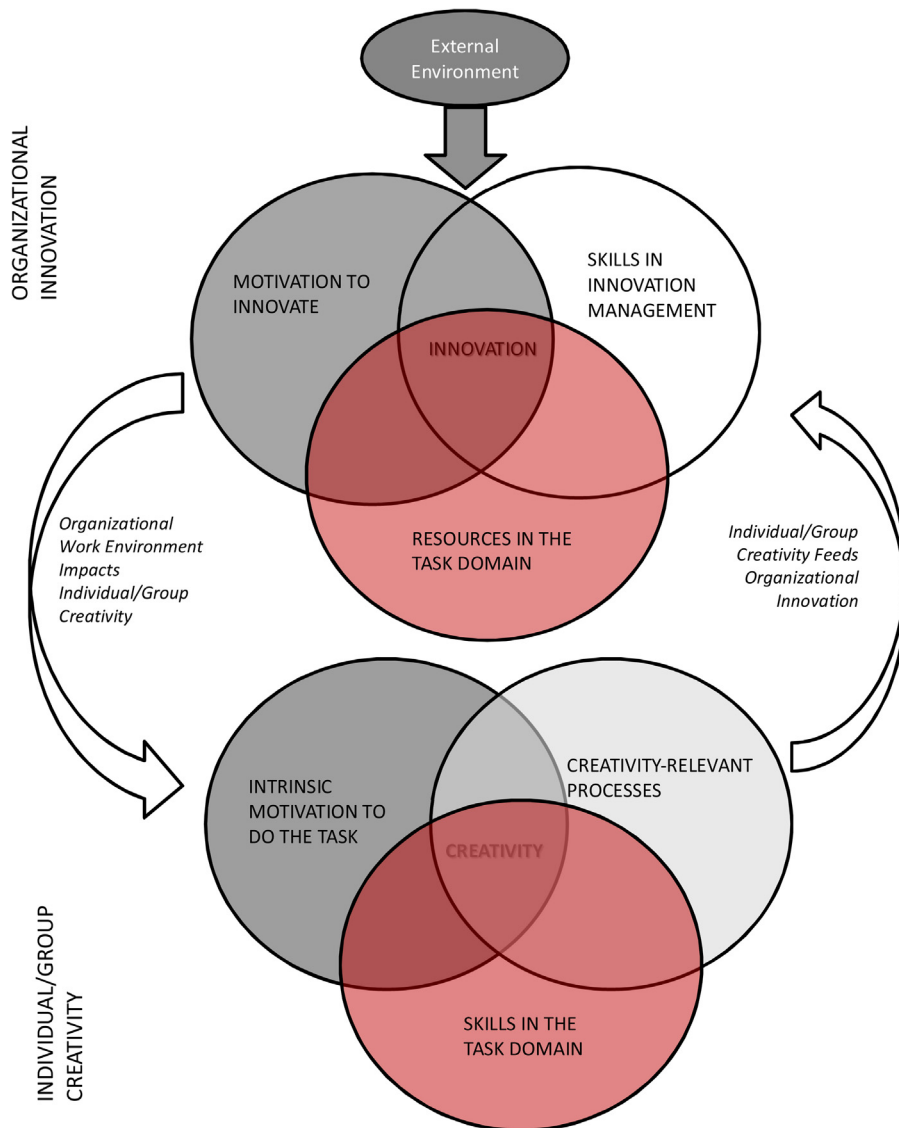 External
Environment
ORGANIZATIONAL
INNOVATION
MOTIVATION TO
INNOVATE
SKILLS IN
INNOVATION
MANAGEMENT
INNOVATION
RESOURCES IN THE
TASK DOMAIN
Organizational
Work Environment
Impacts
Individual/Group
Creativity
Individual/Group
Creativity Feeds
Organizational
Innovation
INTRINSIC
MOTIVATION TO
DO THE TASK
CREATIVITY-RELEVANT
PROCESSES
CREATIVITY
SKILLS IN THE
TASK DOMAIN
INDIVIDUAL/GROUP
CREATIVITY